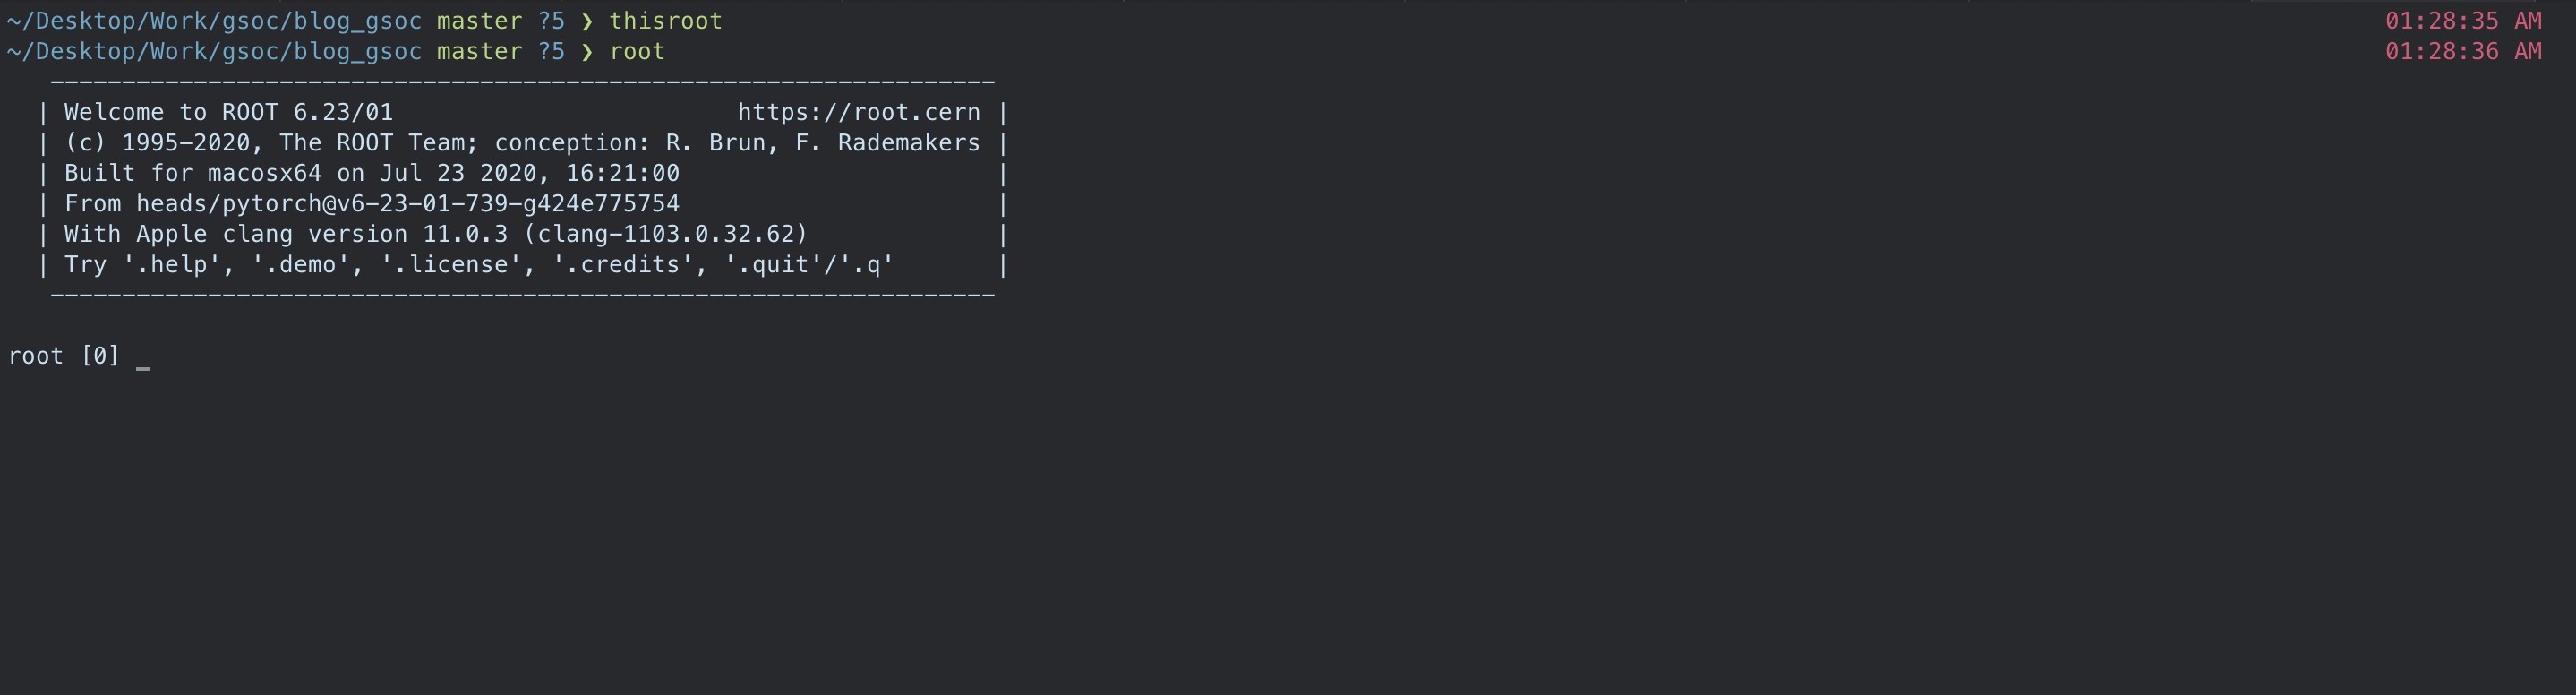 ~/Desktop/Work/gsoc/blog_gsoc master ?5 ❯ thisroot 01:28:35 AM
~/Desktop/Work/gsoc/blog_gsoc master ?5 ❯ root 01:28:36 AM
------------------------------------------------------------------
| Welcome to ROOT 6.23/01                        https://root.cern |
| (c) 1995-2020, The ROOT Team; conception: R. Brun, F. Rademakers |
| Built for macosx64 on Jul 23 2020, 16:21:00                      |
| From heads/pytorch@v6-23-01-739-g424e775754                      |
| With Apple clang version 11.0.3 (clang-1103.0.32.62)             |
| Try '.help', '.demo', '.license', '.credits', '.quit'/'.q'       |
------------------------------------------------------------------
root [0] _